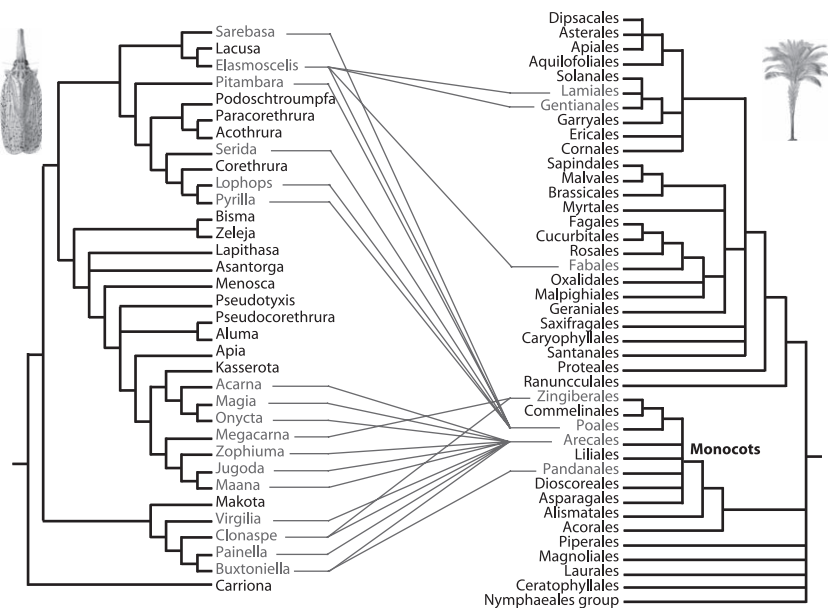 Sarebasa
Lacusa
Elasmoscelis
Pitambara
Podoschtroumpfa
Paracorethrura
Acothrura
Serida
Corethrura
Lophops
Pyrilla
Bisma
Zeleja
Lapithasa
Asantorga
Menosca
Pseudotyxis
Pseudocorethrura
Aluma
Apia
Kasserota
Acarna
Magia
Onycta
Megacarna
Zophiuma
Jugoda
Maana
Makota
Virgilia
Clonaspe
Painella
Buxtoniella
Carriona
Dipsacales
Asterales
Apiales
Aquilofoliales
Solanales
Lamiales
Gentianales
Garryales
Ericales
Cornales
Sapindales
Malvales
Brassicales
Myrtales
Fagales
Cucurbitales
Rosales
Fabales
Oxalidales
Malpighiales
Geraniales
Saxifragales
Caryophyllales
Santanales
Proteales
Ranuncculales
Zingiberales
Commelinales
Poales
Arecales
Liliales
Pandanales
Dioscoreales
Asparagales
Alismatales
Acorales
Piperales
Magnoliales
Laurales
Ceratophyllales
Nymphaeales group
Monocots